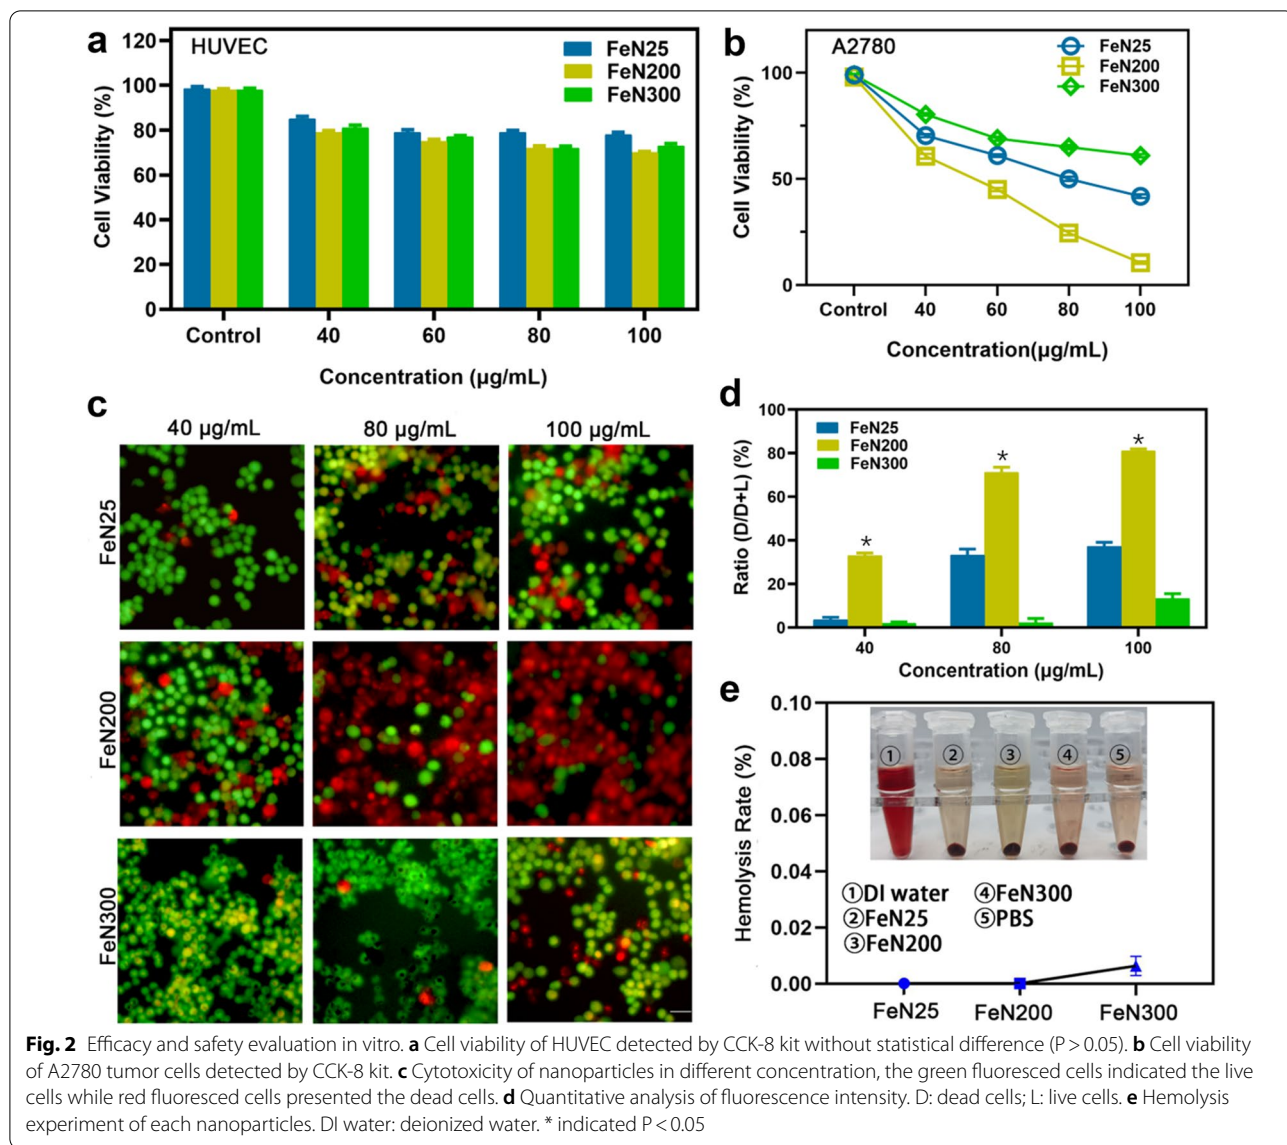 a
HUVEC
FeN25
FeN200
FeN300
Cell Viability (%)
120
100
80
60
40
20
0
Control 40 60 80 100
Concentration (µg/mL)
b
A2780
FeN25
FeN200
FeN300
Cell Viability (%)
100
50
0
Control 40 60 80 100
Concentration(µg/mL)
c
40 µg/mL 80 µg/mL 100 µg/mL
FeN25
FeN200
FeN300
d
FeN25
FeN200
FeN300
Ratio (D/D+L) (%)
100
80
60
40
20
0
* * *
40 80 100
Concentration (µg/mL)
e
Hemolysis Rate (%)
0.10
0.08
0.06
0.04
0.02
0.00
① ② ③ ④ ⑤
①DI water ④FeN300
②FeN25 ⑤PBS
③FeN200
FeN25 FeN200 FeN300
Fig. 2 Efficacy and safety evaluation in vitro. a Cell viability of HUVEC detected by CCK-8 kit without statistical difference (P > 0.05). b Cell viability
of A2780 tumor cells detected by CCK-8 kit. c Cytotoxicity of nanoparticles in different concentration, the green fluoresced cells indicated the live
cells while red fluoresced cells presented the dead cells. d Quantitative analysis of fluorescence intensity. D: dead cells; L: live cells. e Hemolysis
experiment of each nanoparticles. DI water: deionized water. * indicated P < 0.05